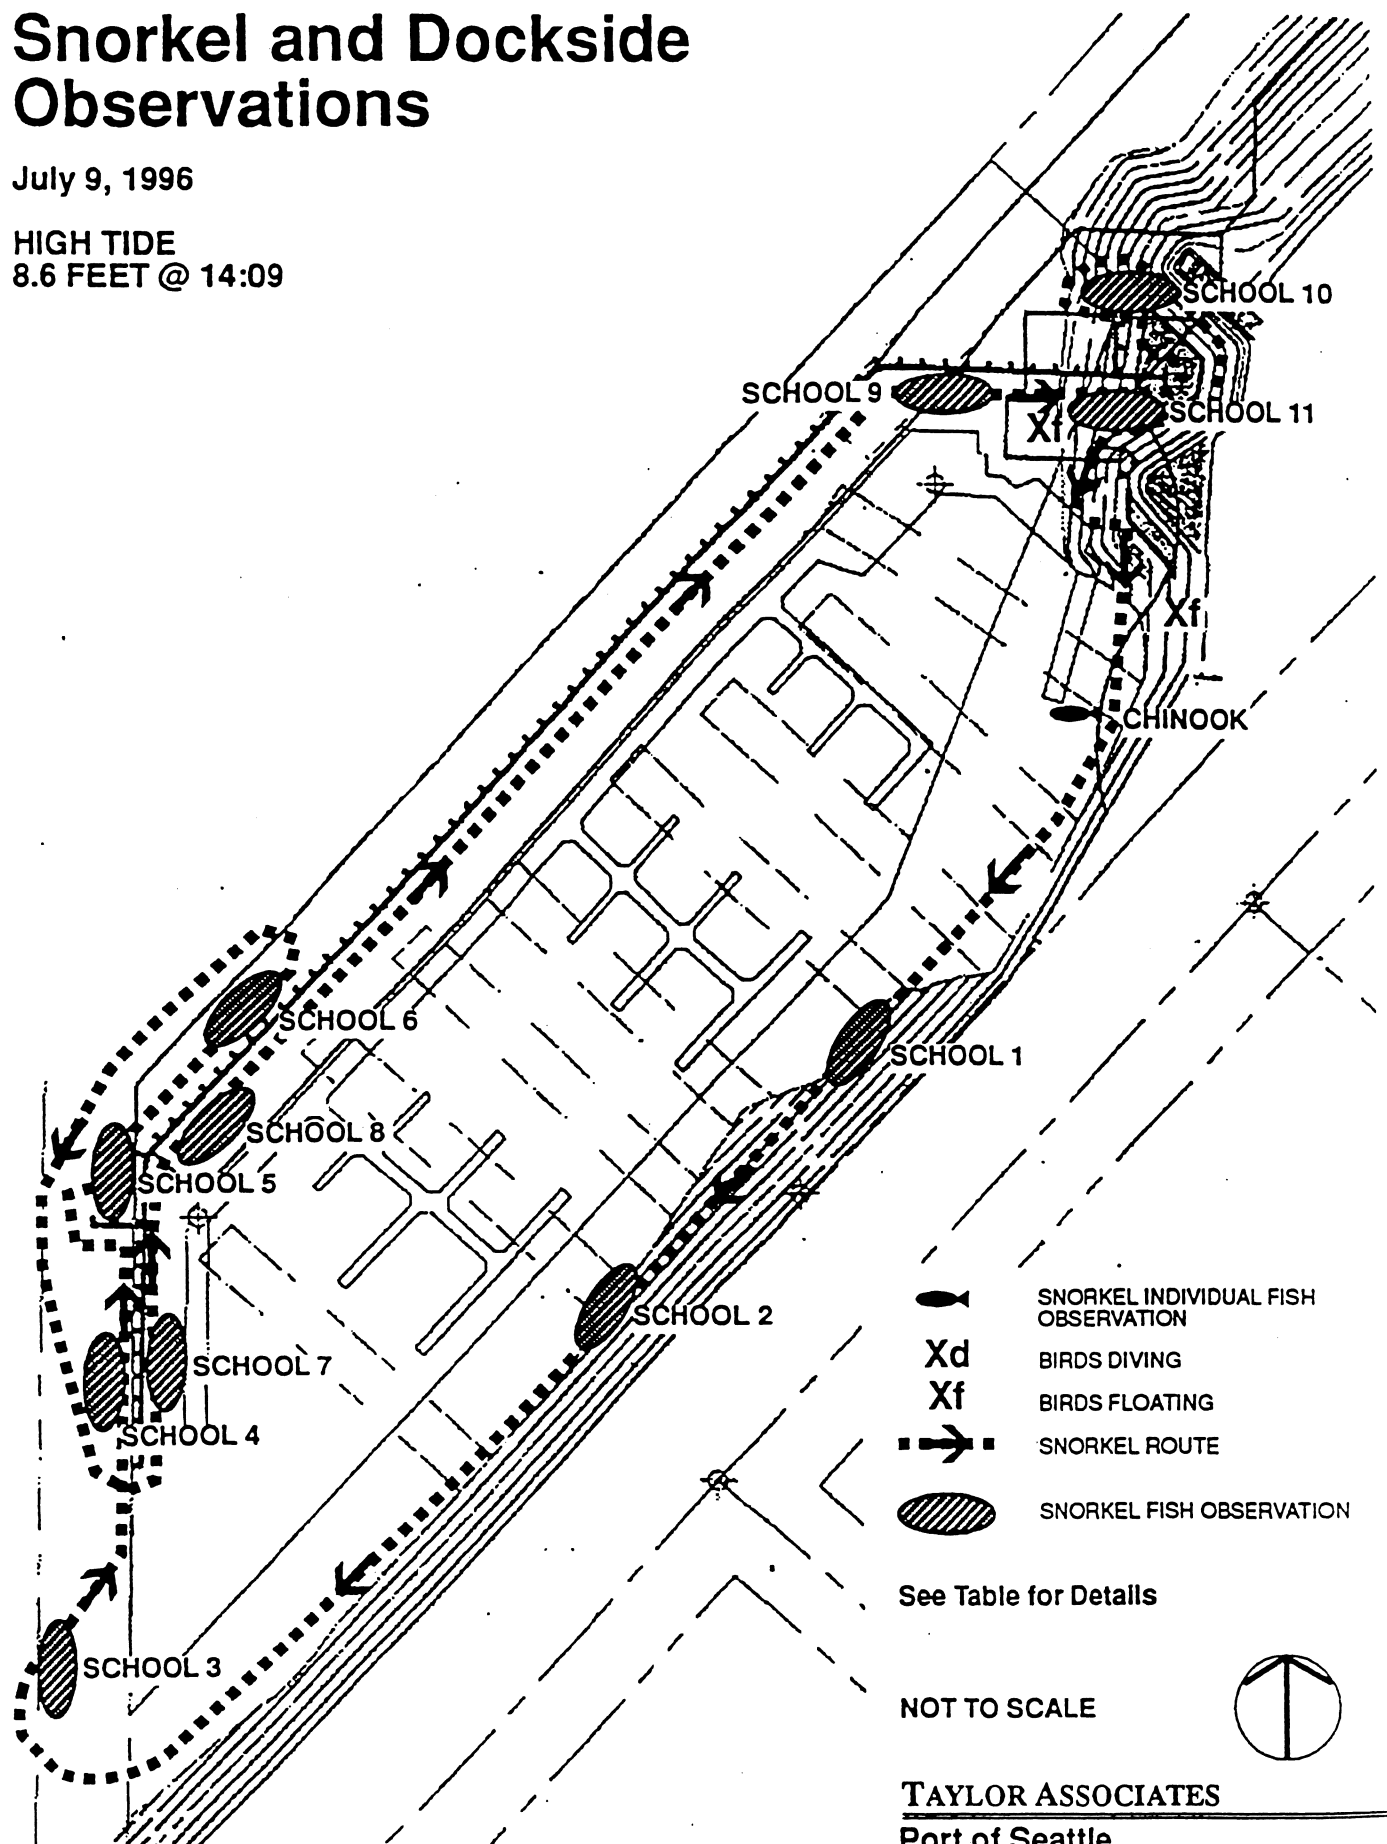 Snorkel and Dockside
Observations
July 9, 1996
HIGH TIDE
8.6 FEET @ 14:09
SCHOOL 10
SCHOOL 9
SCHOOL 11
Xf
Xf
CHINOOK
SCHOOL 6
SCHOOL 1
SCHOOL 8
SCHOOL 5
SCHOOL 2
SCHOOL 7
SCHOOL 4
SCHOOL 3
SNORKEL INDIVIDUAL FISH
OBSERVATION
Xd BIRDS DIVING
Xf BIRDS FLOATING
SNORKEL ROUTE
SNORKEL FISH OBSERVATION
See Table for Details
NOT TO SCALE
TAYLOR ASSOCIATES
Port of Seattle